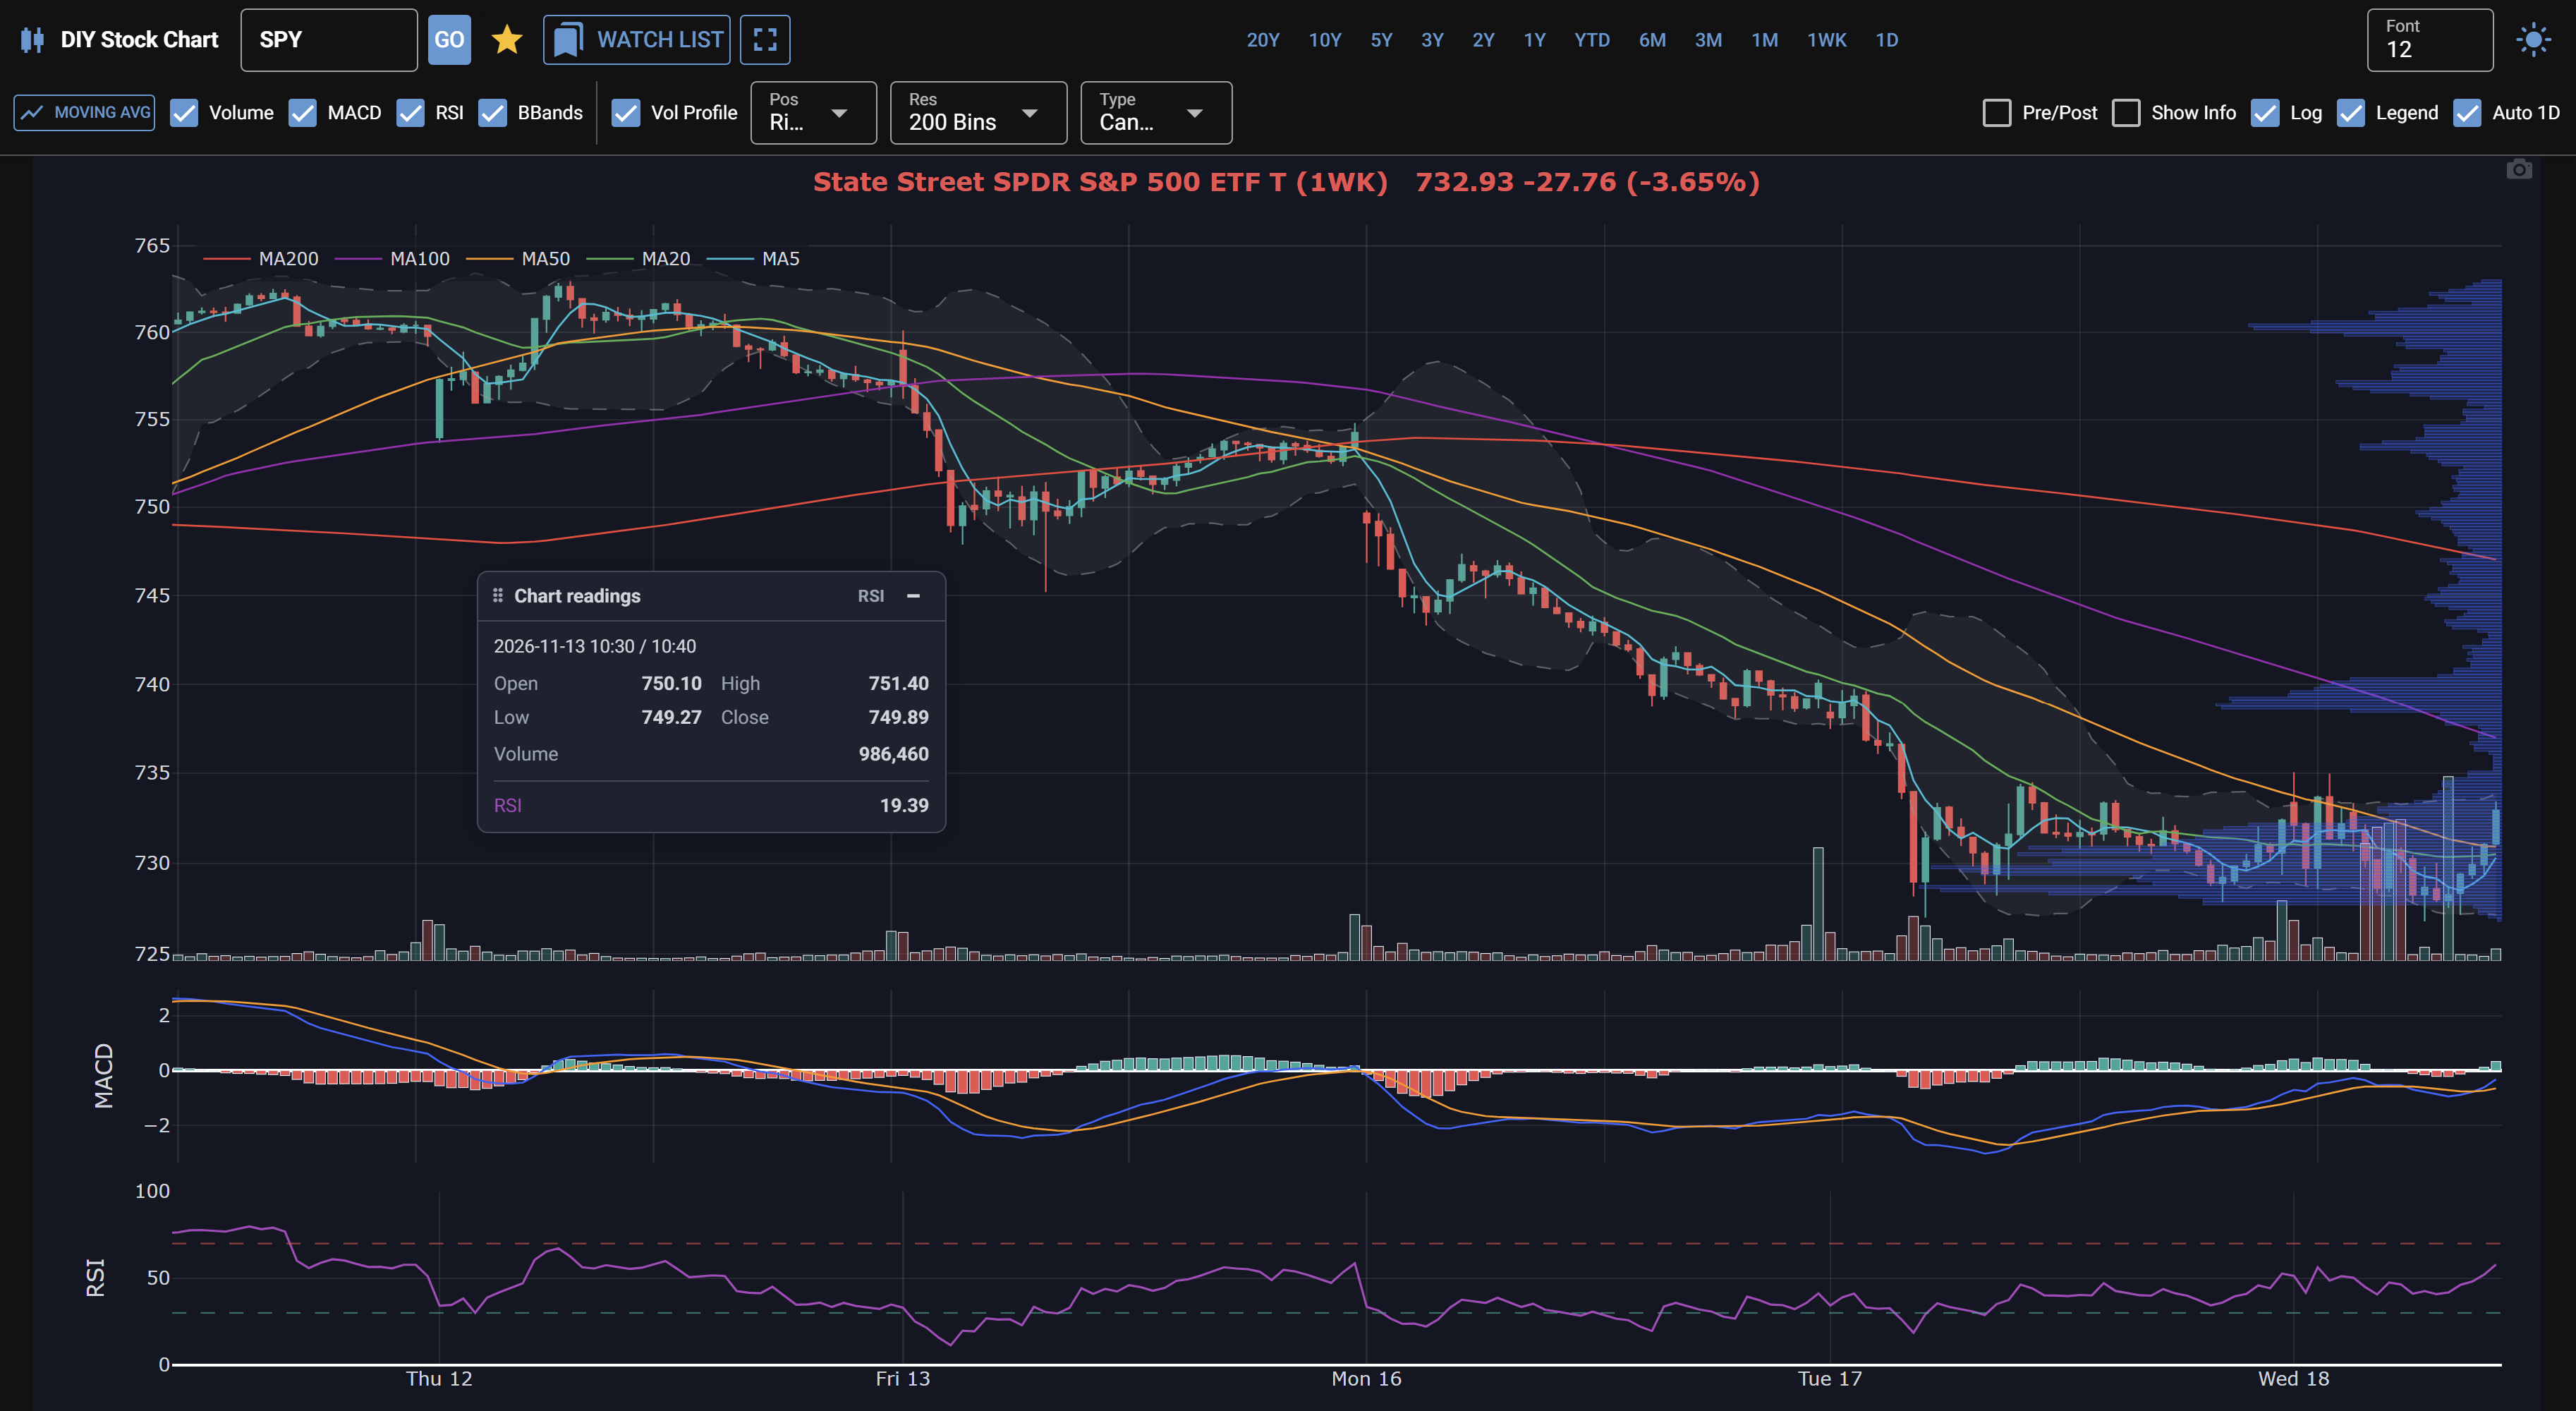 DIY Stock Chart SPY GO WATCH LIST 20Y 10Y 5Y 3Y 2Y 1Y YTD 6M 3M 1M 1WK 1D Font 12
MOVING AVG Volume MACD RSI BBands Vol Profile Pos Ri... Res 200 Bins Type Can... Pre/Post Show Info Log Legend Auto 1D
State Street SPDR S&P 500 ETF T (1WK) 732.93 -27.76 (-3.65%)
MA200 MA100 MA50 MA20 MA5
765
760
755
750
745
740
735
730
725
Chart readings RSI
2026-11-13 10:30 / 10:40
Open 750.10 High 751.40
Low 749.27 Close 749.89
Volume 986,460
RSI 19.39
MACD
2
0
−2
RSI
100
50
0
Thu 12 Fri 13 Mon 16 Tue 17 Wed 18